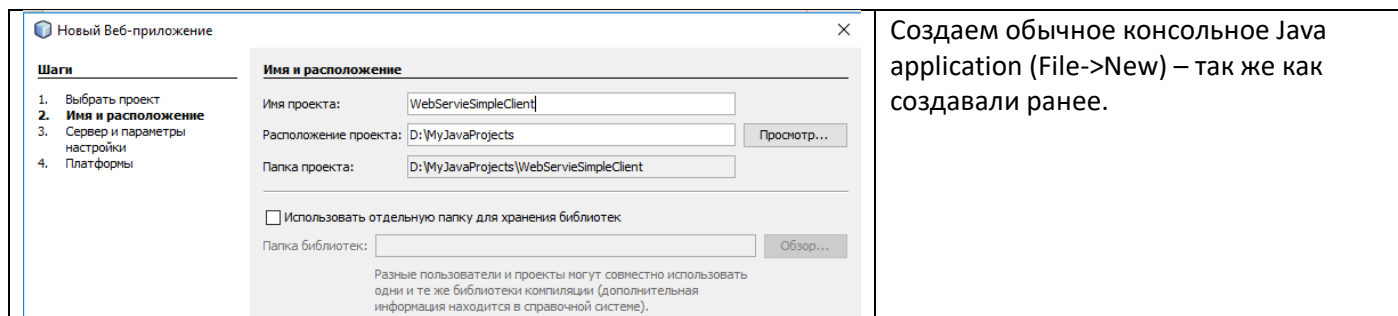 Новый Веб-приложение
Шаги
1. Выбрать проект
2. Имя и расположение
3. Сервер и параметры
настройки
4. Платформы
Имя и расположение
Имя проекта: WebServieSimpleClient
Расположение проекта: D:\MyJavaProjects Просмотр...
Папка проекта: D:\MyJavaProjects\WebServieSimpleClient
Использовать отдельную папку для хранения библиотек
Папка библиотек: Обзор...
Разные пользователи и проекты могут совместно использовать
одни и те же библиотеки компиляции (дополнительная
информация находится в справочной системе).
Создаем обычное консольное Java
application (File->New) – так же как
создавали ранее.